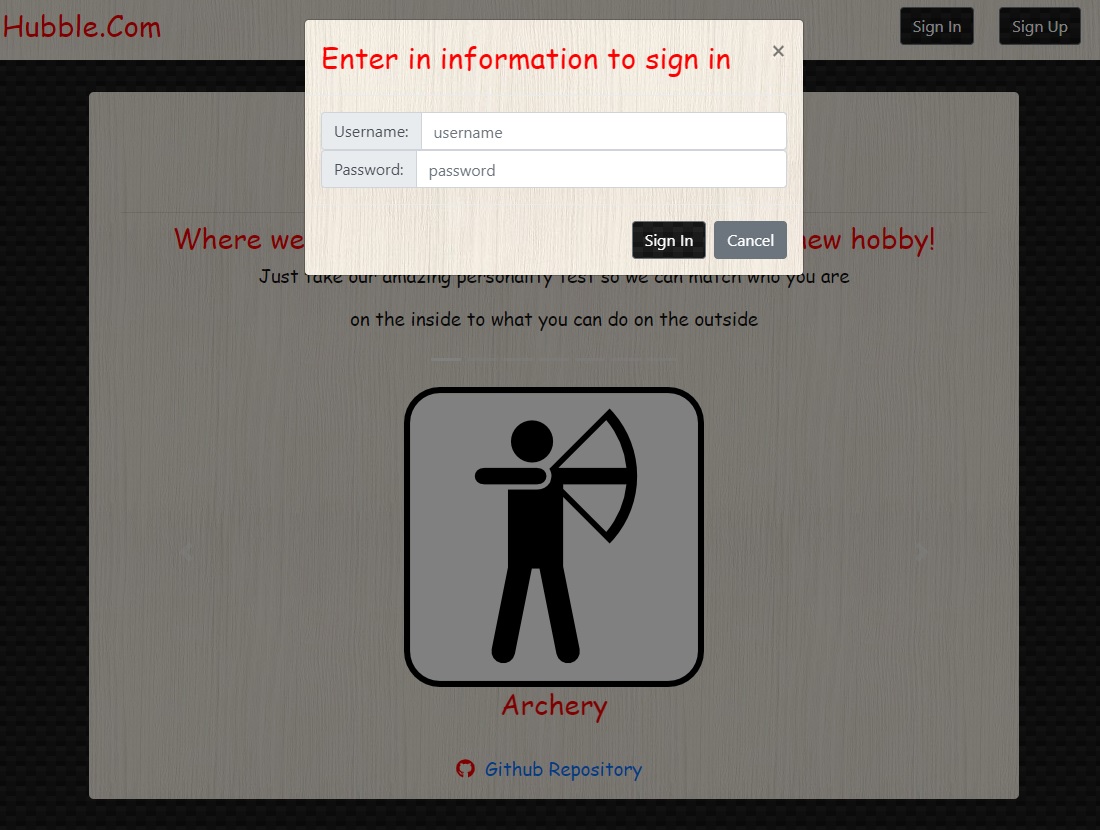 Hubble.Com
Sign In
Sign Up
Enter in information to sign in
×
Username: username
Password: password
Sign In Cancel
Where we new hobby!
Just take our amazing personality test so we can match who you are
on the inside to what you can do on the outside
Archery
Github Repository